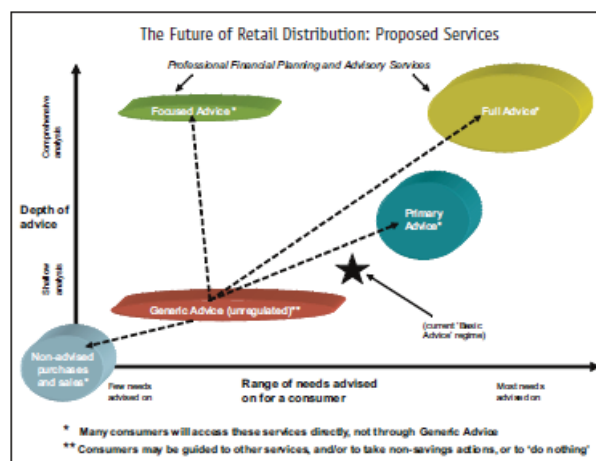 The Future of Retail Distribution: Proposed Services
Professional Financial Planning and Advisory Services
Comprehensive
analysis
Focused Advice*
Full Advice*
Depth of
advice
Primary
Advice*
Shallow
analysis
Generic Advice (unregulated)**
(current 'Basic
Advice' regime)
Non-advised
purchases
and sales*
Few needs
advised on
Range of needs advised
on for a consumer
Most needs
advised on
* Many consumers will access these services directly, not through Generic Advice
** Consumers may be guided to other services, and/or to take non-savings actions, or to 'do nothing'